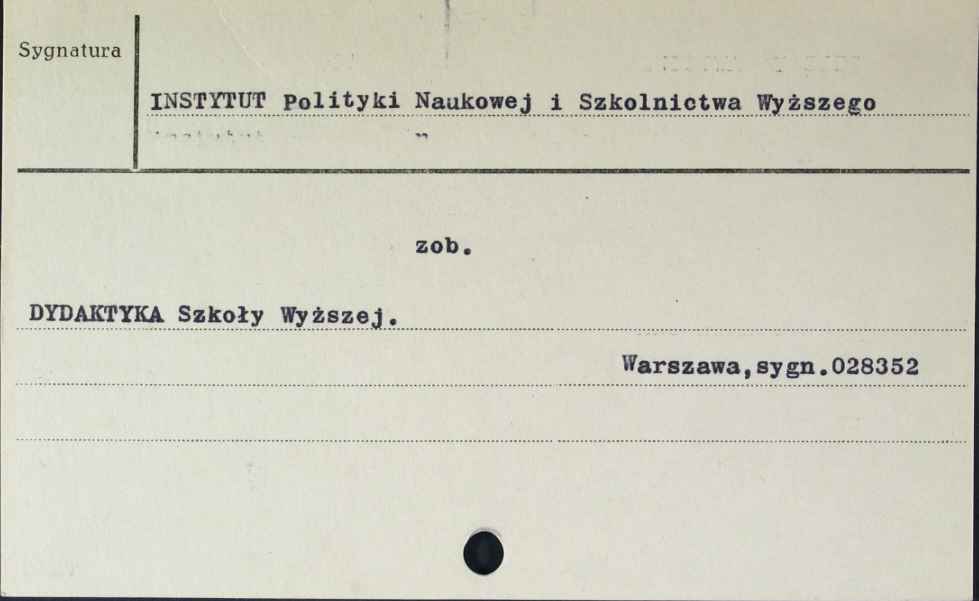 Sygnatura
INSTYTUT Polityki Naukowej i Szkolnictwa Wyższego
"
zob.
DYDAKTYKA Szkoły Wyższej.
Warszawa,sygn.028352